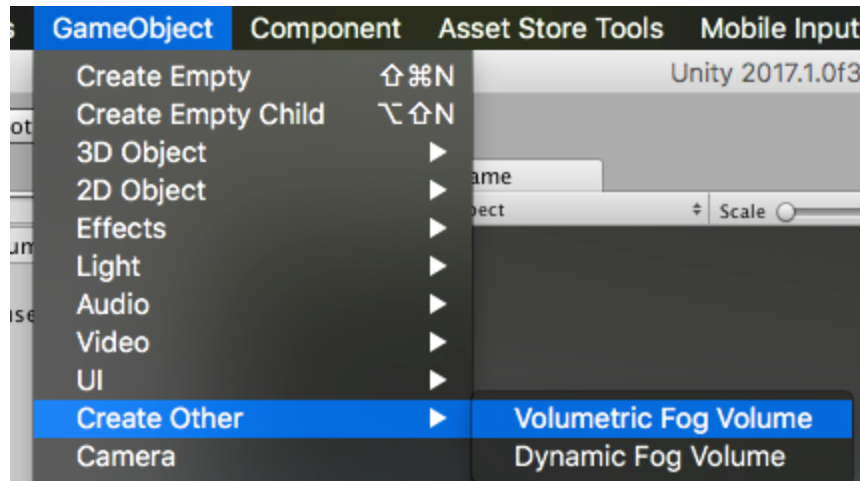 GameObject Component Asset Store Tools Mobile Input
Create Empty ⇧⌘N Unity 2017.1.0f3
Create Empty Child ⌥⇧N
3D Object
2D Object
Effects Scale
Light
Audio
Video
UI
Create Other Volumetric Fog Volume
Camera Dynamic Fog Volume